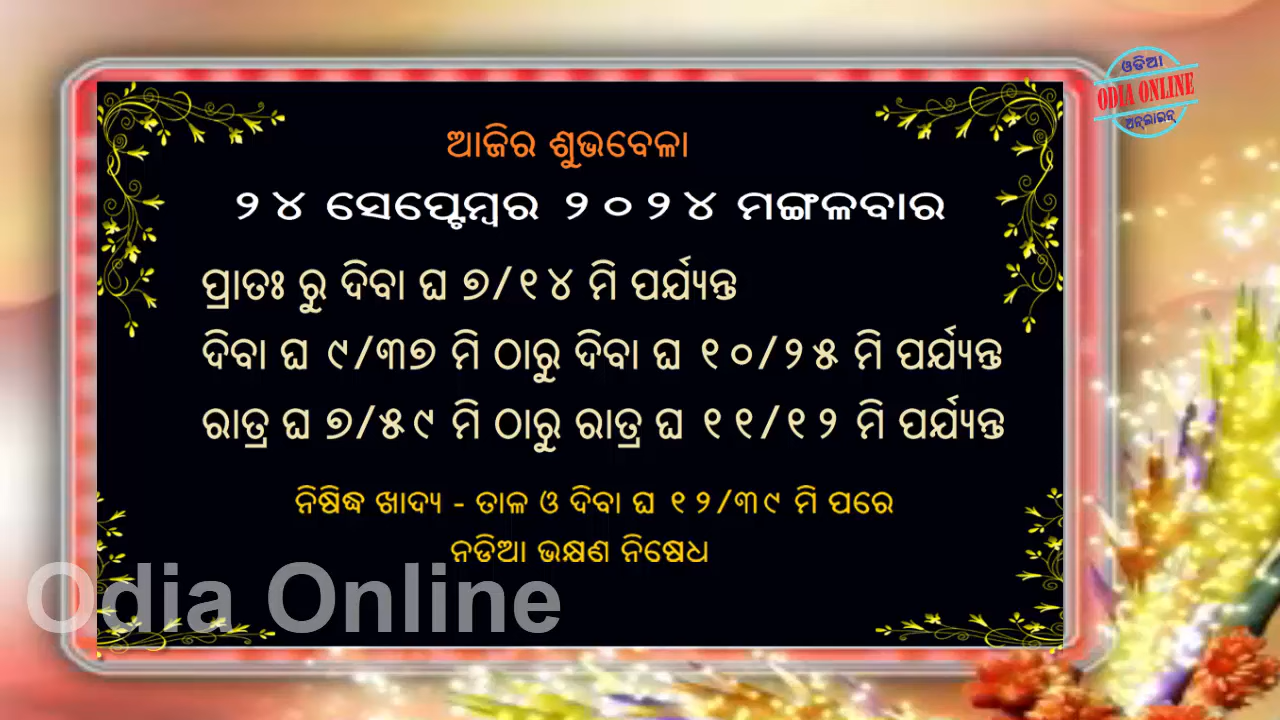 ଓଡିଆ
ODIA ONLINE
ଅନ୍‌ଲାଇନ୍
ଆଜିର ଶୁଭବେଳା
୨୪ ସେପ୍ଟେମ୍ବର ୨୦୨୪ ମଙ୍ଗଳବାର
ପ୍ରାତଃ ରୁ ଦିବା ଘ ୭/୧୪ ମି ପର୍ଯ୍ୟନ୍ତ
ଦିବା ଘ ୯/୩୭ ମି ଠାରୁ ଦିବା ଘ ୧୦/୨୫ ମି ପର୍ଯ୍ୟନ୍ତ
ରାତ୍ର ଘ ୭/୫୯ ମି ଠାରୁ ରାତ୍ର ଘ ୧୧/୧୨ ମି ପର୍ଯ୍ୟନ୍ତ
ନିଷିଦ୍ଧ ଖାଦ୍ୟ - ତାଳ ଓ ଦିବା ଘ ୧୨/୩୯ ମି ପରେ
ନଡିଆ ଭକ୍ଷଣ ନିଷେଧ
Odia Online